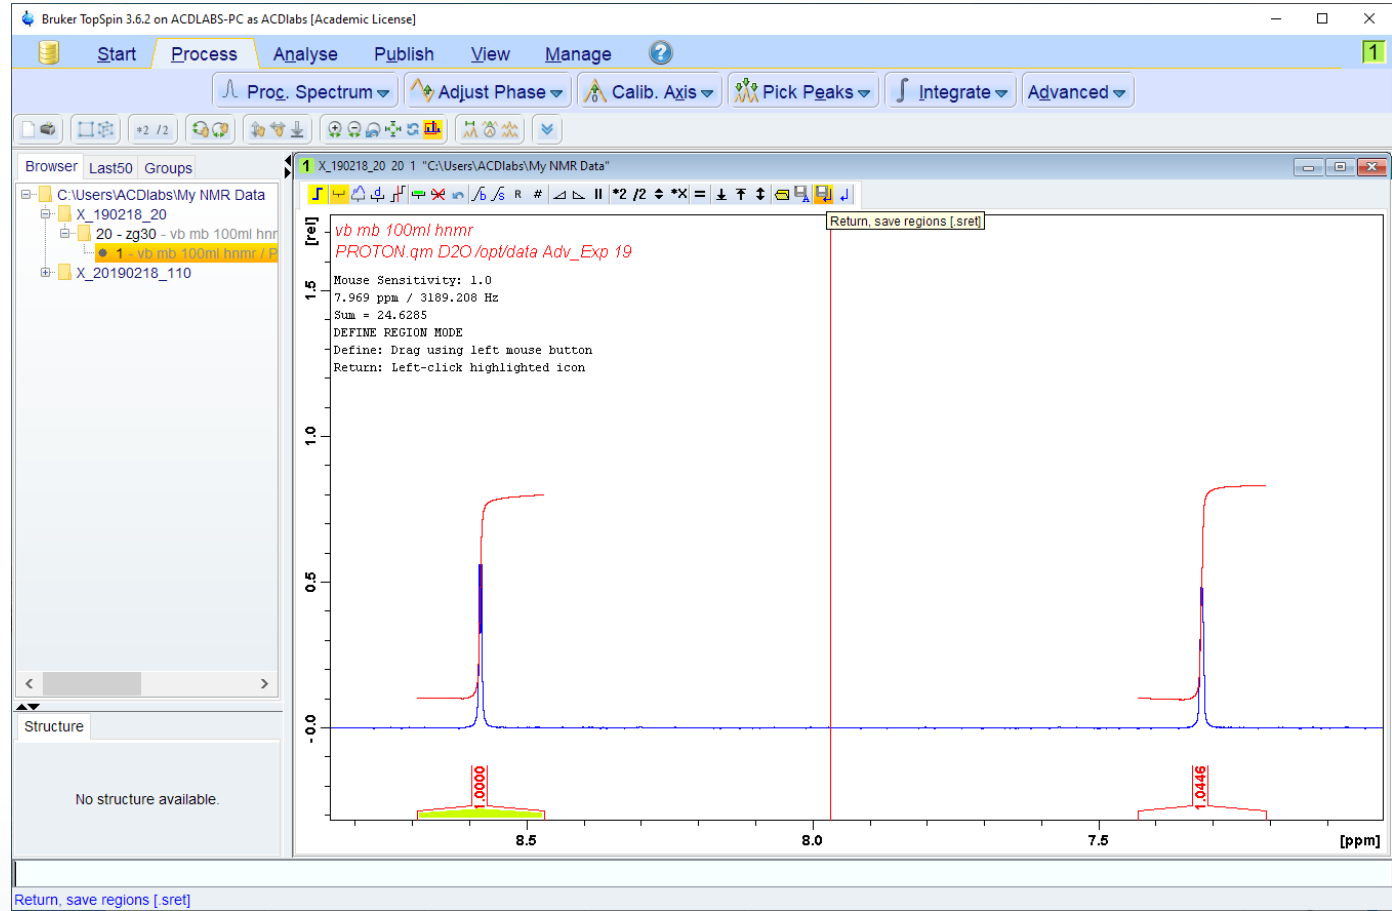 Bruker TopSpin 3.6.2 on ACDLABS-PC as ACDlabs [Academic License]
Start Process Analyse Publish View Manage ? 1
Proc. Spectrum Adjust Phase Calib. Axis Pick Peaks Integrate Advanced
*2 /2
Browser Last50 Groups
C:\Users\ACDlabs\My NMR Data
X_190218_20
20 - zg30 - vb mb 100ml hnr
1 - vb mb 100ml hnmr / P
X_20190218_110
Structure
No structure available.
1 X_190218_20 20 1 "C:\Users\ACDlabs\My NMR Data"
R # *2 /2 *X =
Return, save regions [.sret]
[rel]
vb mb 100ml hnmr
PROTON.qm D2O /opt/data Adv_Exp 19
Mouse Sensitivity: 1.0
7.969 ppm / 3189.208 Hz
Sum = 24.6285
DEFINE REGION MODE
Define: Drag using left mouse button
Return: Left-click highlighted icon
1.5
1.0
0.5
-0.0
1.0000
1.0446
8.5 8.0 7.5 [ppm]
Return, save regions [.sret]